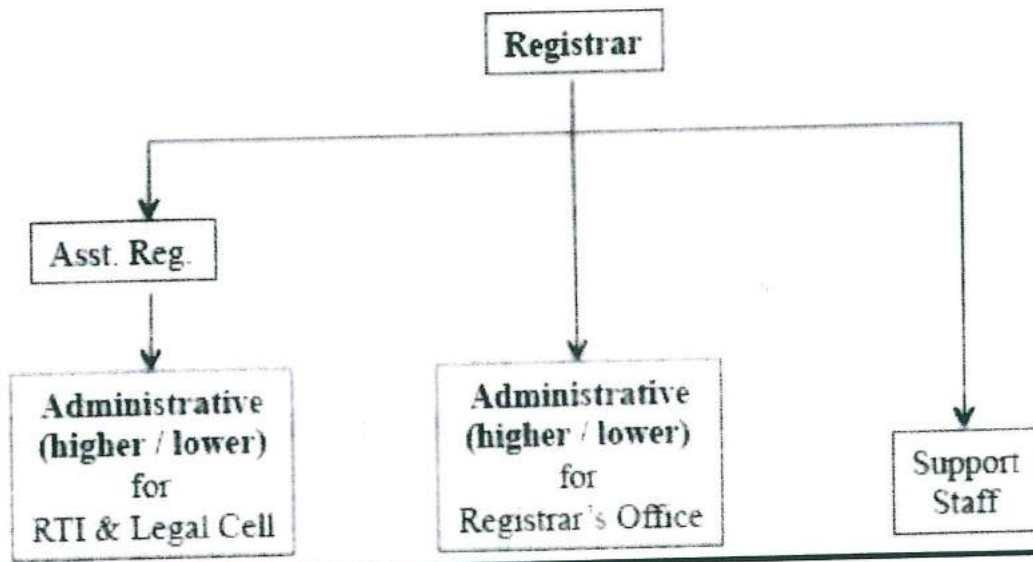 Registrar
Asst. Reg.
Administrative
(higher / lower)
for
RTI & Legal Cell
Administrative
(higher / lower)
for
Registrar's Office
Support
Staff